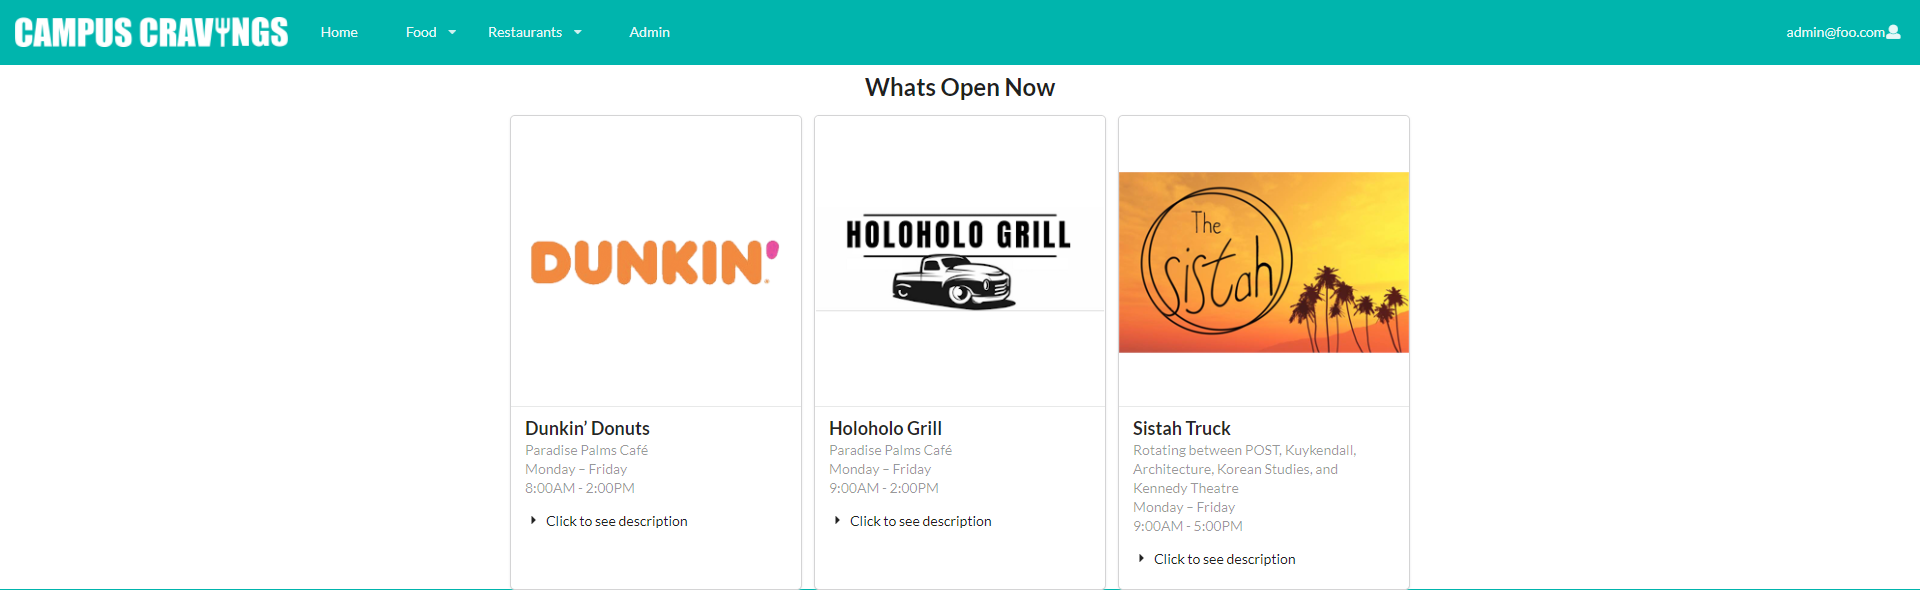 CAMPUS CRAVINGS Home Food Restaurants Admin admin@foo.com
Whats Open Now
DUNKIN'
HOLOHOLO GRILL
The
sistah
Dunkin’ Donuts
Paradise Palms Café
Monday – Friday
8:00AM - 2:00PM
Click to see description
Holoholo Grill
Paradise Palms Café
Monday – Friday
9:00AM - 2:00PM
Click to see description
Sistah Truck
Rotating between POST, Kuykendall,
Architecture, Korean Studies, and
Kennedy Theatre
Monday – Friday
9:00AM - 5:00PM
Click to see description